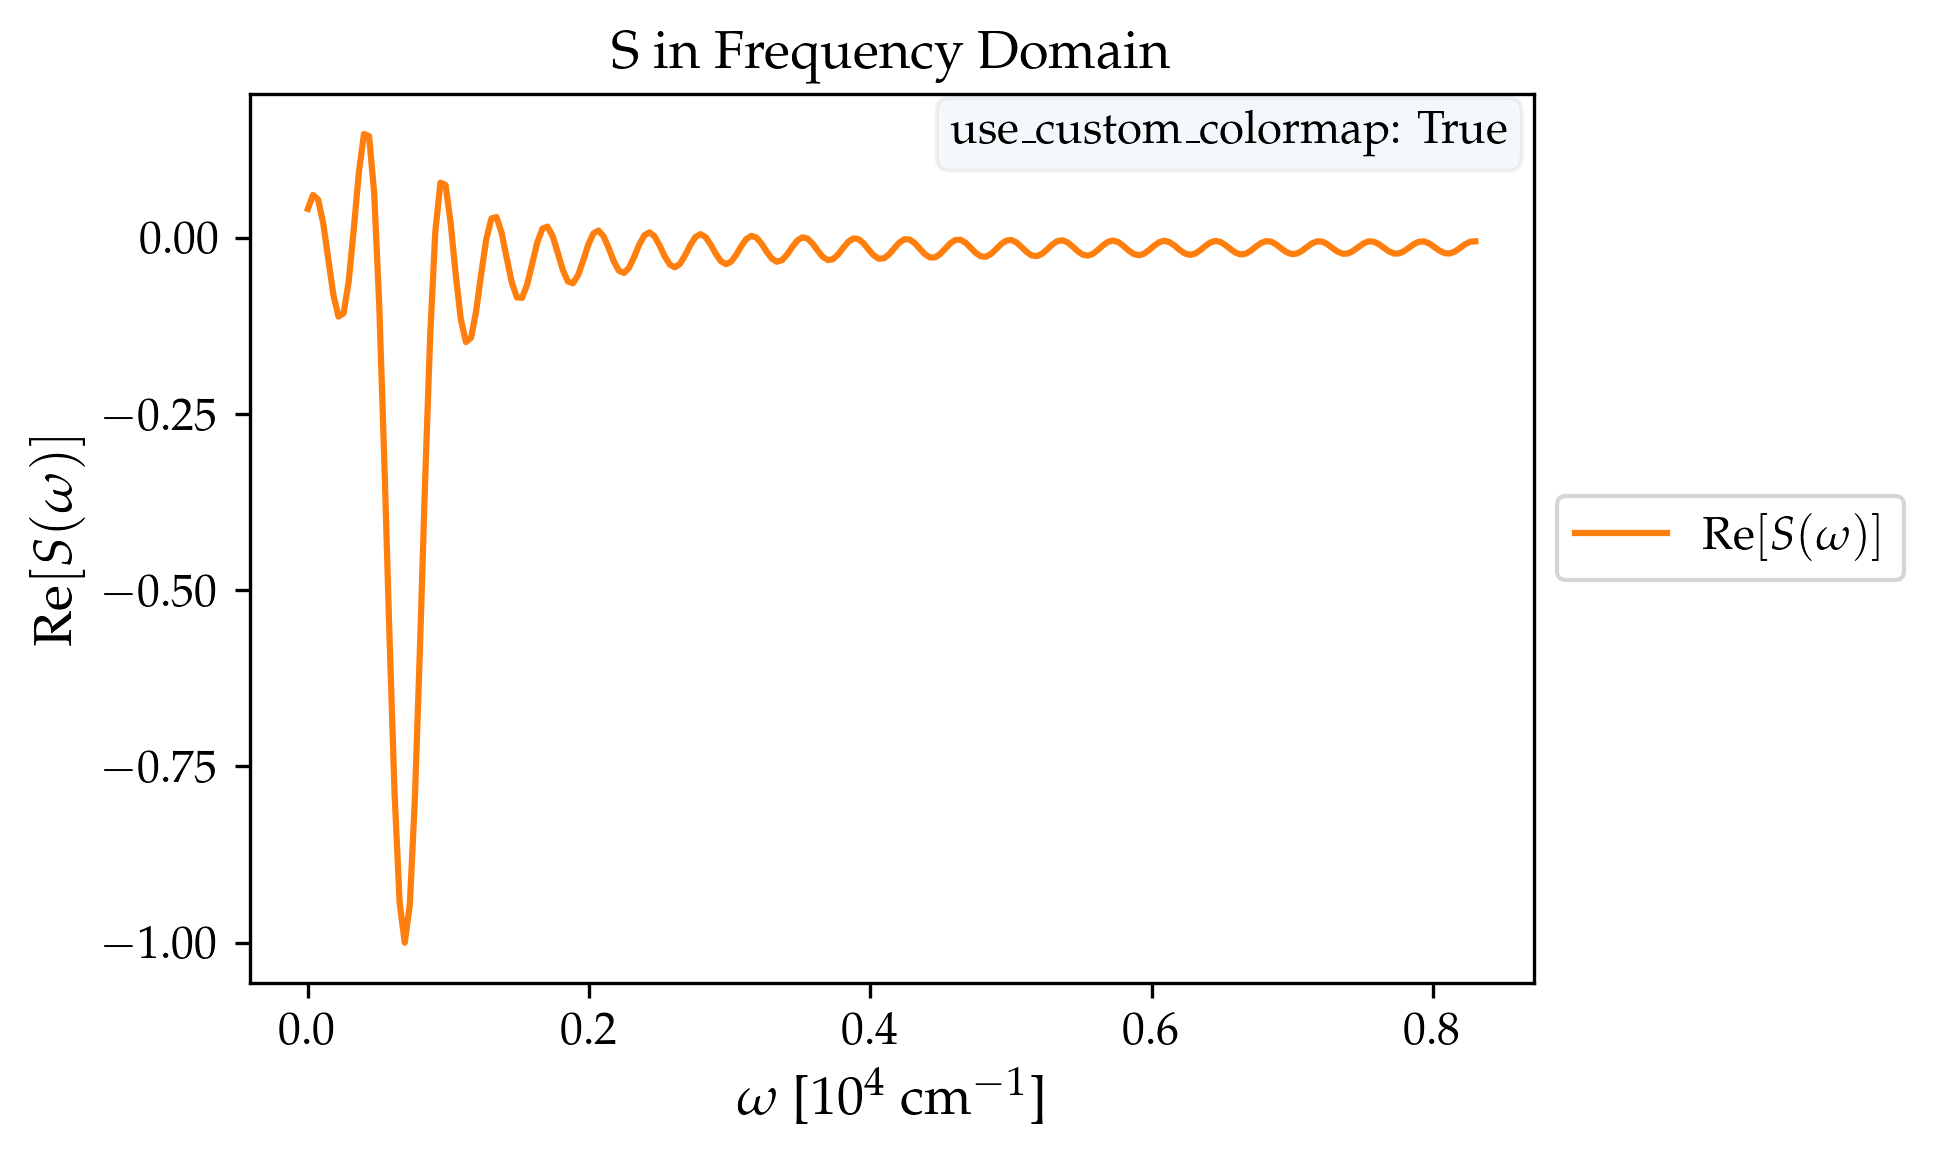 S in Frequency Domain
use_custom_colormap: True
0.00
−0.25
−0.50
−0.75
−1.00
Re[S(ω)]
Re[S(ω)]
0.0 0.2 0.4 0.6 0.8
ω [10⁴ cm⁻¹]